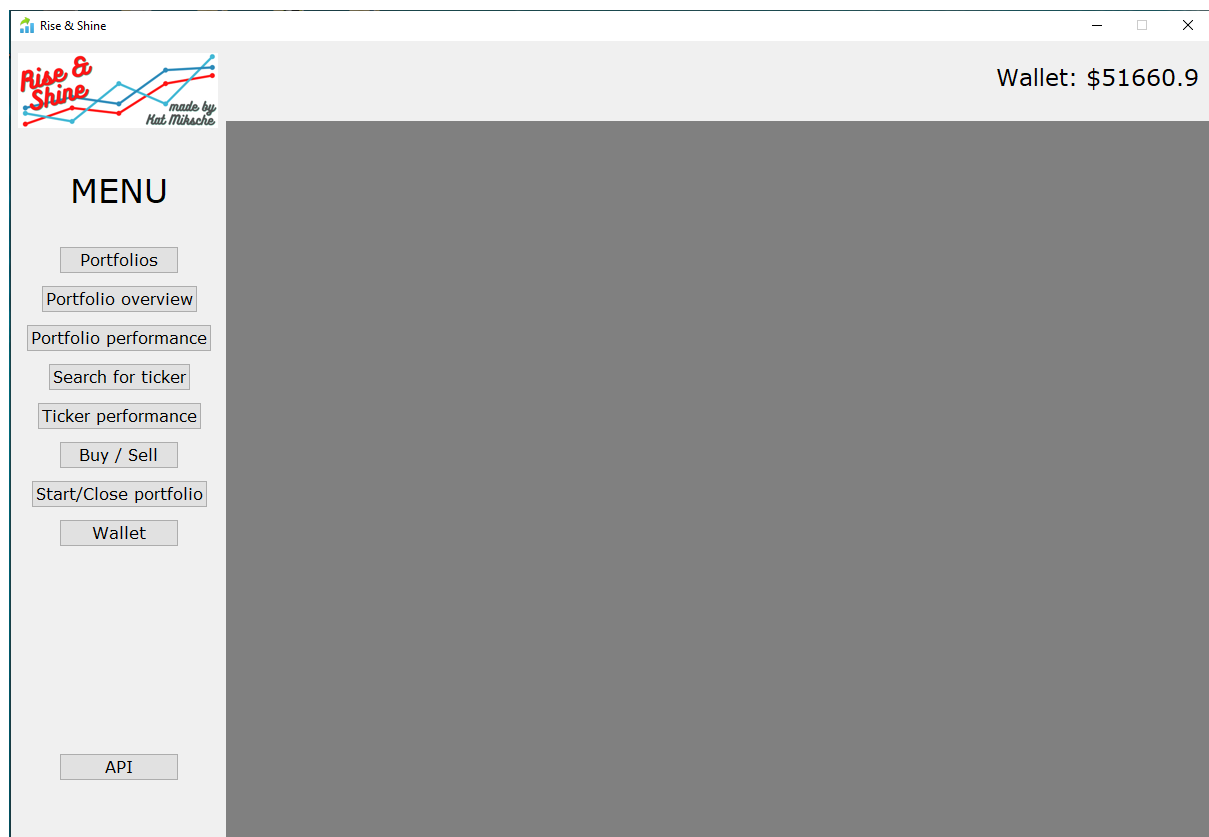 Rise & Shine
Rise &
Shine
made by
Kat Miksche
Wallet: $51660.9
MENU
Portfolios
Portfolio overview
Portfolio performance
Search for ticker
Ticker performance
Buy / Sell
Start/Close portfolio
Wallet
API